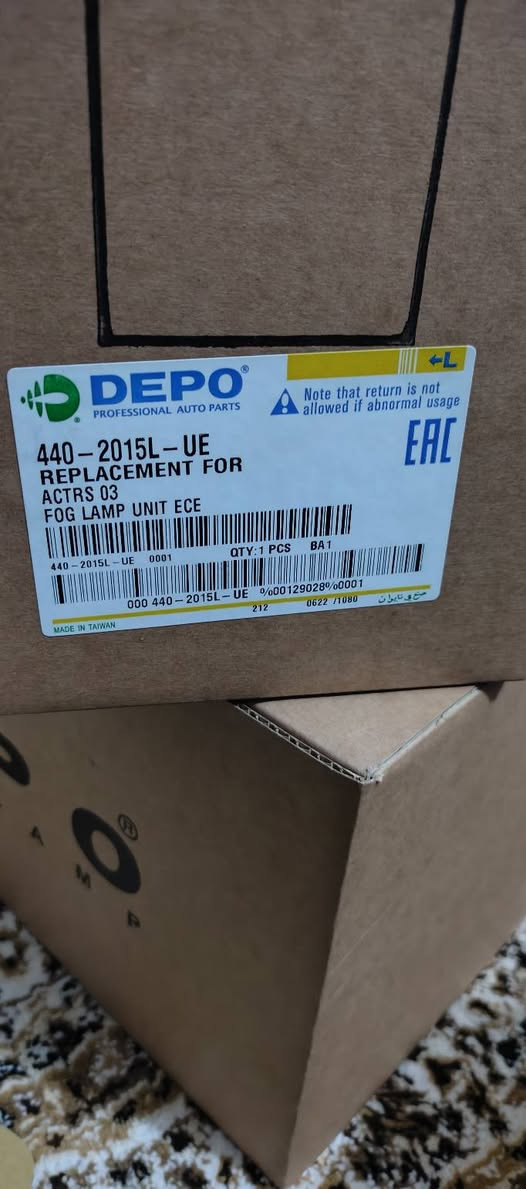 ←L
DEPO®
PROFESSIONAL AUTO PARTS
Note that return is not
allowed if abnormal usage
440-2015L-UE
EAC
REPLACEMENT FOR
ACTRS 03
FOG LAMP UNIT ECE
440-2015L-UE 0001 QTY:1 PCS BA1
000 440-2015L-UE %00129028%0001
212 0622 /1080
MADE IN TAIWAN
O®
A M P